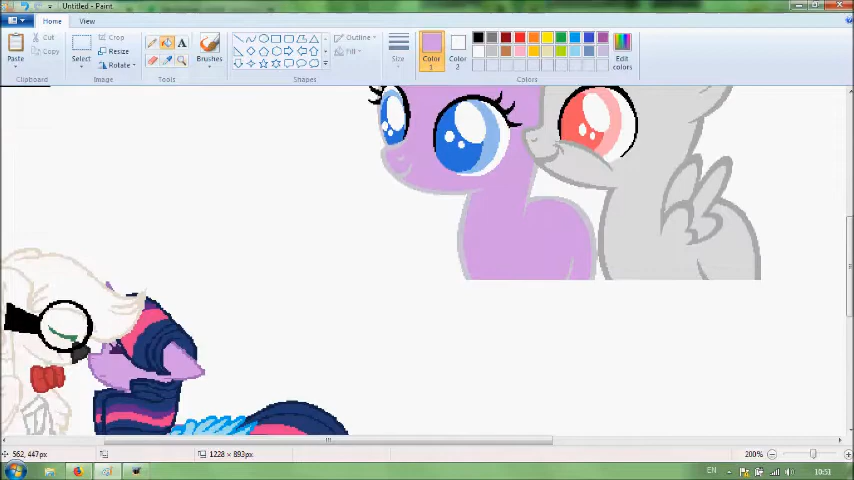 Untitled - Paint
Home View
Paste
Cut
Copy
Clipboard
Select
Crop
Resize
Rotate
Image
A
Tools
Brushes
Outline
Fill
Shapes
Size
Color 1
Color 2
Edit colors
Colors
562, 447px
1228 × 893px
200%
EN
10:51